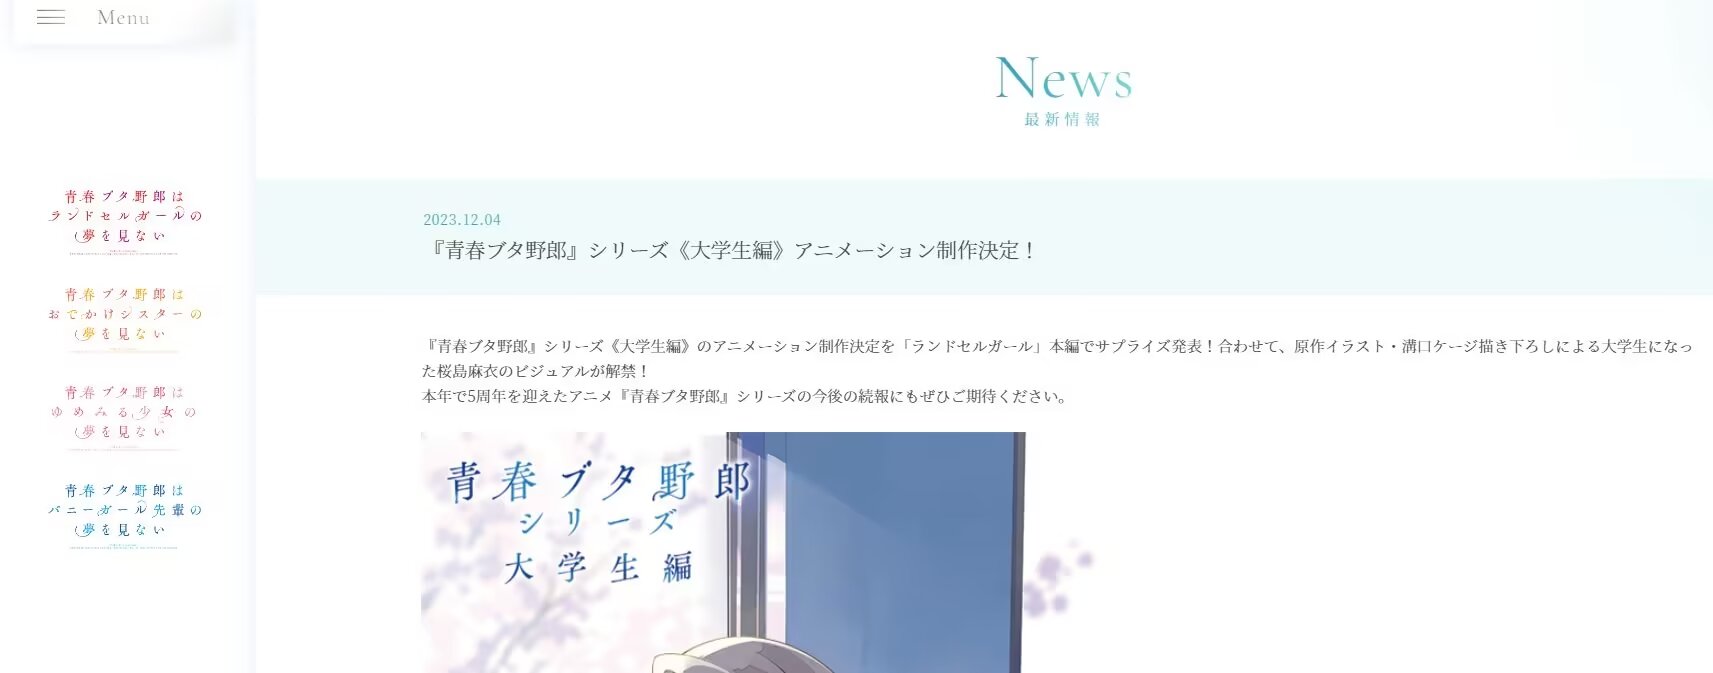 Menu
青春ブタ野郎は
ランドセルガールの
夢を見ない
青春ブタ野郎は
おでかけシスターの
夢を見ない
青春ブタ野郎は
ゆめみる少女の
夢を見ない
青春ブタ野郎は
バニーガール先輩の
夢を見ない
News
最新情報
2023.12.04
『青春ブタ野郎』シリーズ《大学生編》アニメーション制作決定！
『青春ブタ野郎』シリーズ《大学生編》のアニメーション制作決定を「ランドセルガール」本編でサプライズ発表！合わせて、原作イラスト・溝口ケージ描き下ろしによる大学生になっ
た桜島麻衣のビジュアルが解禁！
本年で5周年を迎えたアニメ『青春ブタ野郎』シリーズの今後の続報にもぜひご期待ください。
青春ブタ野郎
シリーズ
大学生編